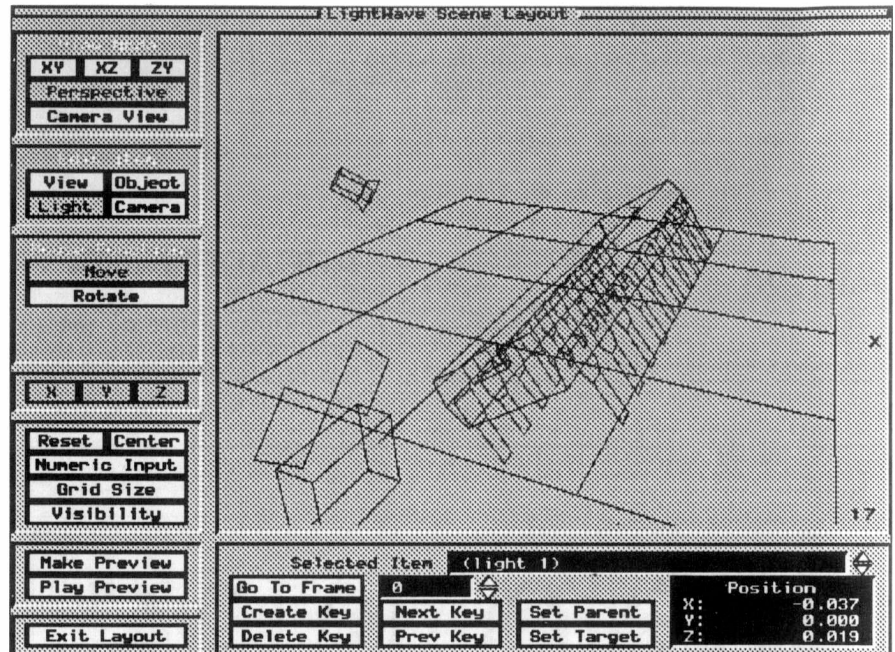 LightWave Scene Layout
XY XZ ZY
Perspective
Camera View
View Object
Light Camera
Move
Rotate
X Y Z
Reset Center
Numeric Input
Grid Size
Visibility
Make Preview
Play Preview
Exit Layout
X
17
Selected Item (light 1)
Go To Frame 0
Create Key Next Key Set Parent
Delete Key Prev Key Set Target
Position
X: -0.037
Y: 0.000
Z: 0.019